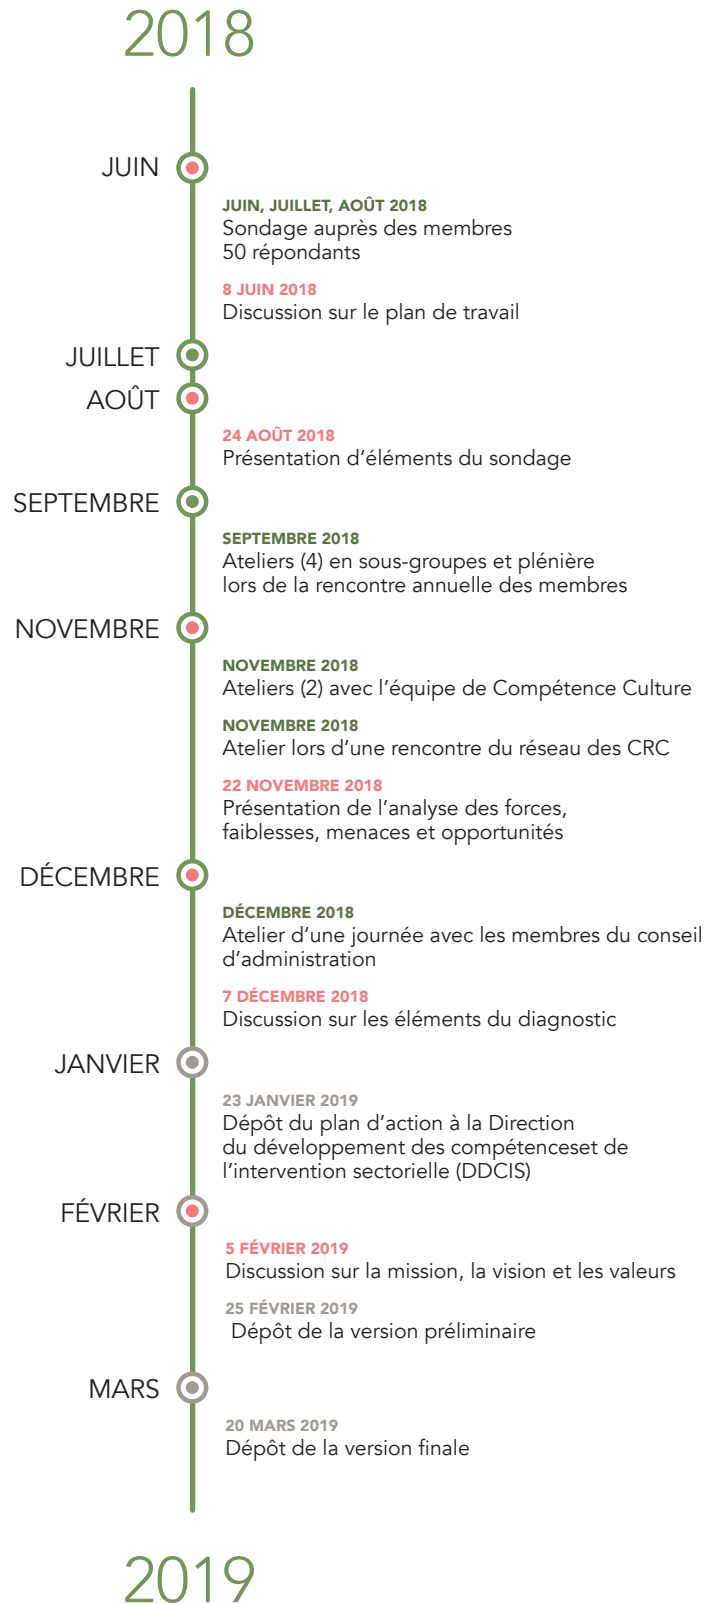 2018
JUIN
JUIN, JUILLET, AOÛT 2018
Sondage auprès des membres
50 répondants
8 JUIN 2018
Discussion sur le plan de travail
JUILLET
AOÛT
24 AOÛT 2018
Présentation d’éléments du sondage
SEPTEMBRE
SEPTEMBRE 2018
Ateliers (4) en sous-groupes et plénière
lors de la rencontre annuelle des membres
NOVEMBRE
NOVEMBRE 2018
Ateliers (2) avec l’équipe de Compétence Culture
NOVEMBRE 2018
Atelier lors d’une rencontre du réseau des CRC
22 NOVEMBRE 2018
Présentation de l’analyse des forces,
faiblesses, menaces et opportunités
DÉCEMBRE
DÉCEMBRE 2018
Atelier d’une journée avec les membres du conseil
d’administration
7 DÉCEMBRE 2018
Discussion sur les éléments du diagnostic
JANVIER
23 JANVIER 2019
Dépôt du plan d’action à la Direction
du développement des compétenceset de
l’intervention sectorielle (DDCIS)
FÉVRIER
5 FÉVRIER 2019
Discussion sur la mission, la vision et les valeurs
25 FÉVRIER 2019
Dépôt de la version préliminaire
MARS
20 MARS 2019
Dépôt de la version finale
2019